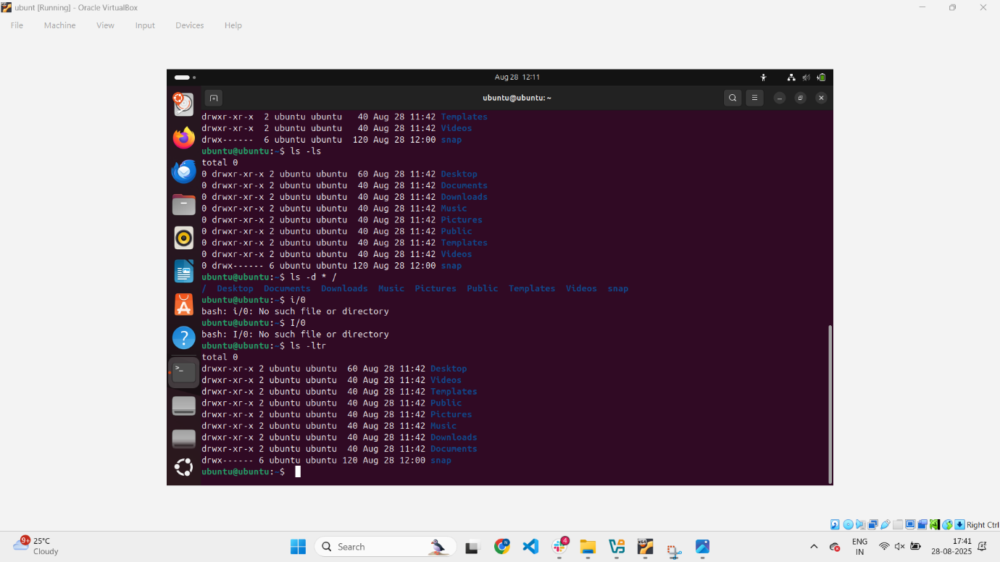 ubunt [Running] - Oracle VirtualBox
File Machine View Input Devices Help
Aug 28 12:11
ubuntu@ubuntu: ~
drwxr-xr-x  2 ubuntu ubuntu   40 Aug 28 11:42 Templates
drwxr-xr-x  2 ubuntu ubuntu   40 Aug 28 11:42 Videos
drwx------  6 ubuntu ubuntu  120 Aug 28 12:00 snap
ubuntu@ubuntu:~$ ls -ls
total 0
0 drwxr-xr-x 2 ubuntu ubuntu  60 Aug 28 11:42 Desktop
0 drwxr-xr-x 2 ubuntu ubuntu  40 Aug 28 11:42 Documents
0 drwxr-xr-x 2 ubuntu ubuntu  40 Aug 28 11:42 Downloads
0 drwxr-xr-x 2 ubuntu ubuntu  40 Aug 28 11:42 Music
0 drwxr-xr-x 2 ubuntu ubuntu  40 Aug 28 11:42 Pictures
0 drwxr-xr-x 2 ubuntu ubuntu  40 Aug 28 11:42 Public
0 drwxr-xr-x 2 ubuntu ubuntu  40 Aug 28 11:42 Templates
0 drwxr-xr-x 2 ubuntu ubuntu  40 Aug 28 11:42 Videos
0 drwx------ 6 ubuntu ubuntu 120 Aug 28 12:00 snap
ubuntu@ubuntu:~$ ls -d * /
/  Desktop  Documents  Downloads  Music  Pictures  Public  Templates  Videos  snap
ubuntu@ubuntu:~$ i/0
bash: i/0: No such file or directory
ubuntu@ubuntu:~$ I/0
bash: I/0: No such file or directory
ubuntu@ubuntu:~$ ls -ltr
total 0
drwxr-xr-x 2 ubuntu ubuntu  60 Aug 28 11:42 Desktop
drwxr-xr-x 2 ubuntu ubuntu  40 Aug 28 11:42 Videos
drwxr-xr-x 2 ubuntu ubuntu  40 Aug 28 11:42 Templates
drwxr-xr-x 2 ubuntu ubuntu  40 Aug 28 11:42 Public
drwxr-xr-x 2 ubuntu ubuntu  40 Aug 28 11:42 Pictures
drwxr-xr-x 2 ubuntu ubuntu  40 Aug 28 11:42 Music
drwxr-xr-x 2 ubuntu ubuntu  40 Aug 28 11:42 Downloads
drwxr-xr-x 2 ubuntu ubuntu  40 Aug 28 11:42 Documents
drwx------ 6 ubuntu ubuntu 120 Aug 28 12:00 snap
ubuntu@ubuntu:~$
Right Ctrl
9+
25°C
Cloudy
Search
4
ENG
IN
17:41
28-08-2025